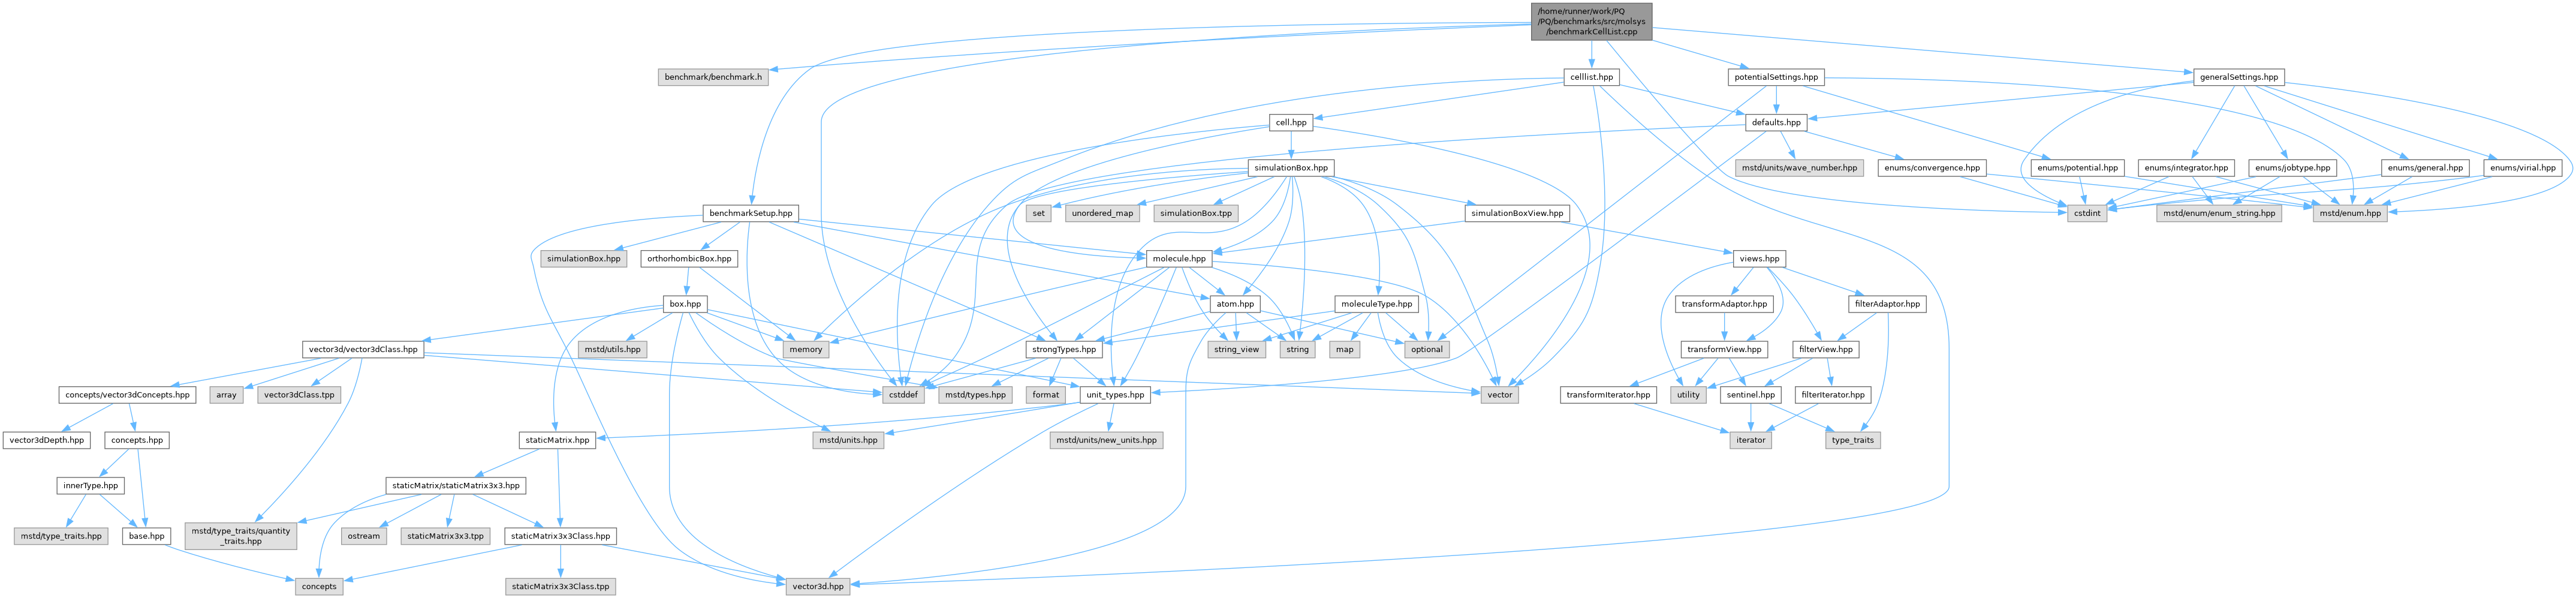 /home/runner/work/PQ
/PQ/benchmarks/src/molsys
/benchmarkCellList.cpp
benchmark/benchmark.h
celllist.hpp
potentialSettings.hpp
generalSettings.hpp
cell.hpp
defaults.hpp
simulationBox.hpp
mstd/units/wave_number.hpp
enums/convergence.hpp
enums/potential.hpp
enums/integrator.hpp
enums/jobtype.hpp
enums/general.hpp
enums/virial.hpp
benchmarkSetup.hpp
set
unordered_map
simulationBox.tpp
simulationBoxView.hpp
cstdint
mstd/enum/enum_string.hpp
mstd/enum.hpp
simulationBox.hpp
orthorhombicBox.hpp
molecule.hpp
views.hpp
box.hpp
atom.hpp
moleculeType.hpp
transformAdaptor.hpp
filterAdaptor.hpp
vector3d/vector3dClass.hpp
mstd/utils.hpp
memory
strongTypes.hpp
string_view
string
map
optional
transformView.hpp
filterView.hpp
concepts/vector3dConcepts.hpp
array
vector3dClass.tpp
cstddef
mstd/types.hpp
format
unit_types.hpp
vector
transformIterator.hpp
utility
sentinel.hpp
filterIterator.hpp
vector3dDepth.hpp
concepts.hpp
staticMatrix.hpp
mstd/units.hpp
mstd/units/new_units.hpp
iterator
type_traits
innerType.hpp
staticMatrix/staticMatrix3x3.hpp
mstd/type_traits.hpp
base.hpp
mstd/type_traits/quantity
_traits.hpp
ostream
staticMatrix3x3.tpp
staticMatrix3x3Class.hpp
concepts
staticMatrix3x3Class.tpp
vector3d.hpp